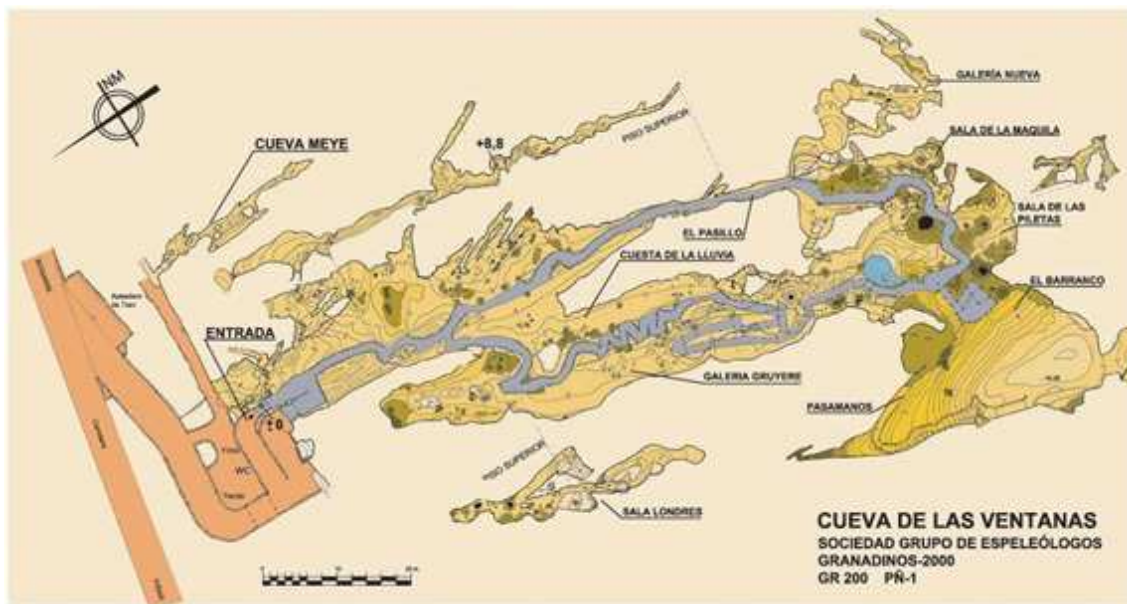 INM
CUEVA MEYE
+8,8
PISO SUPERIOR
GALERÍA NUEVA
SALA DE LA MAQUILA
SALA DE LAS
PILETAS
EL PASILLO
CUESTA DE LA LLUVIA
EL BARRANCO
ENTRADA
± 0
WC
GALERIA GRUYERE
PASAMANOS
PISO SUPERIOR
SALA LONDRES
CUEVA DE LAS VENTANAS
SOCIEDAD GRUPO DE ESPELEÓLOGOS
GRANADINOS-2000
GR 200 PÑ-1